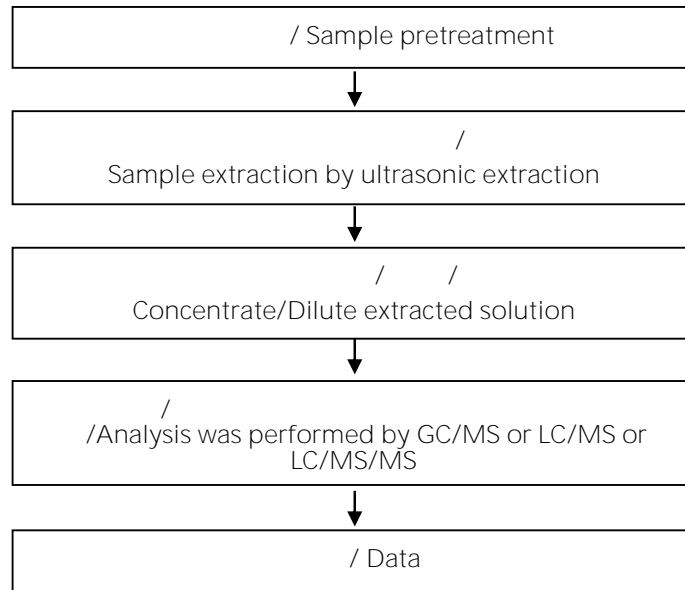 / Sample pretreatment
/
Sample extraction by ultrasonic extraction
/ /
Concentrate/Dilute extracted solution
/
/Analysis was performed by GC/MS or LC/MS or
LC/MS/MS
/ Data